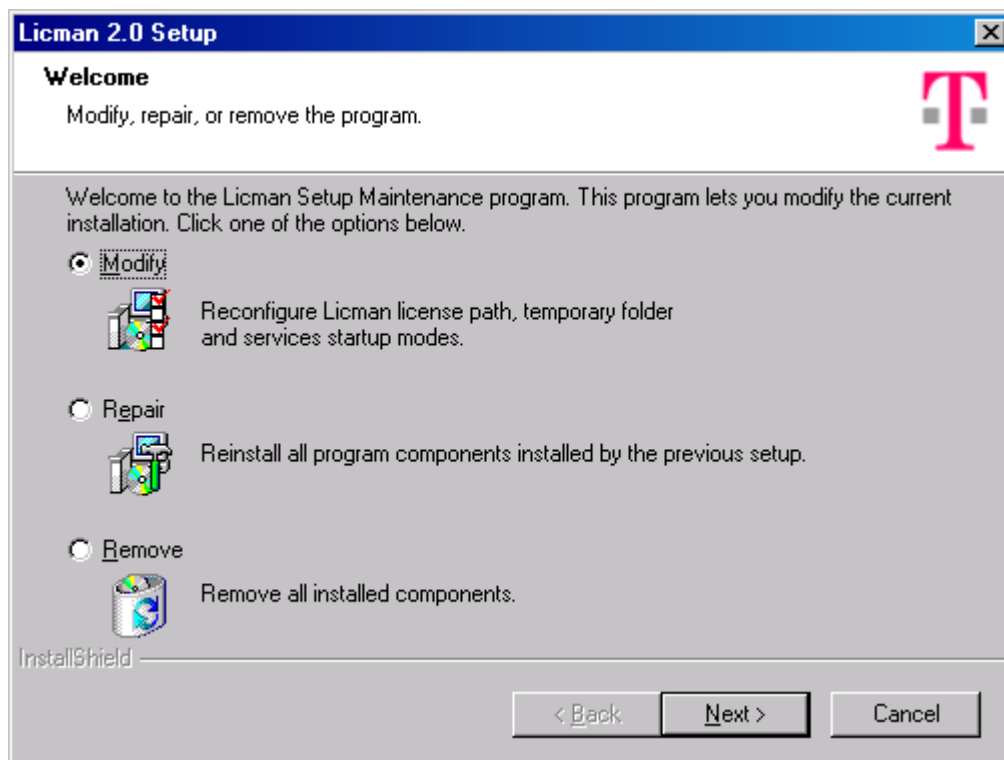 Licman 2.0 Setup
Welcome
Modify, repair, or remove the program.
T
Welcome to the Licman Setup Maintenance program. This program lets you modify the current
installation. Click one of the options below.
Modify
Reconfigure Licman license path, temporary folder
and services startup modes.
Repair
Reinstall all program components installed by the previous setup.
Remove
Remove all installed components.
InstallShield
< Back Next > Cancel